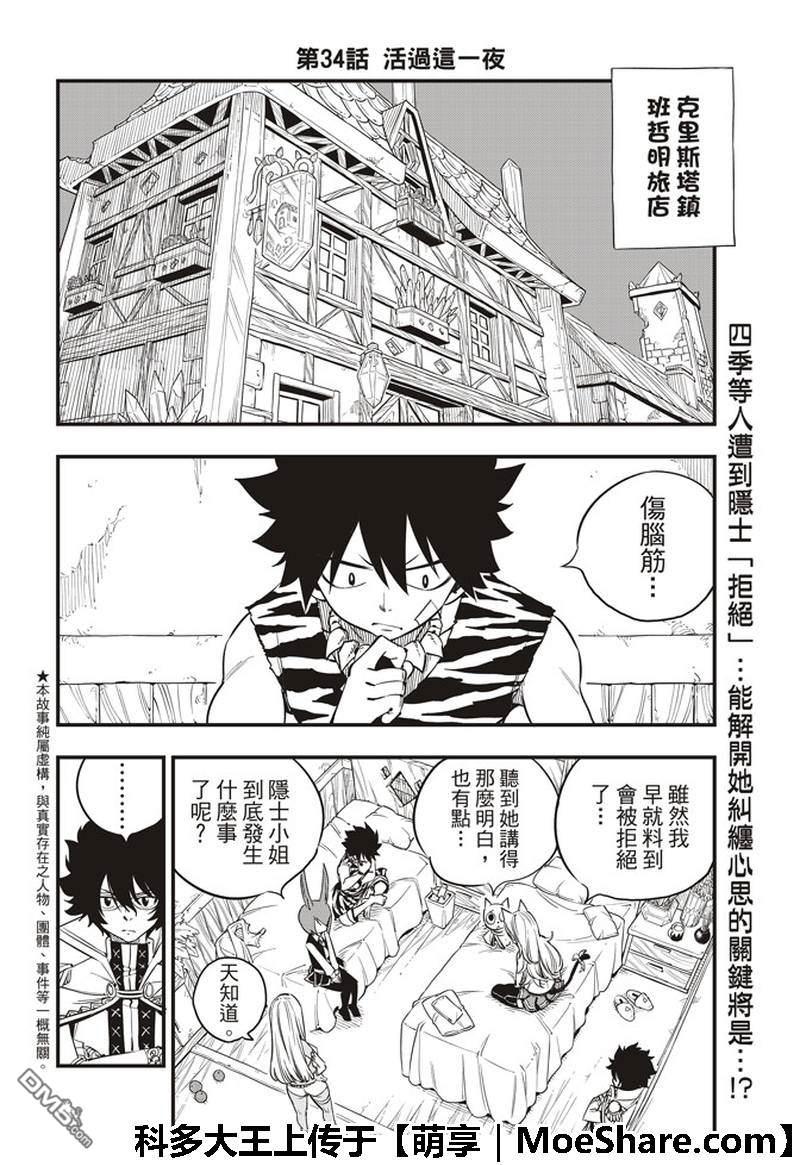 第34話 活過這一夜
克里斯塔鎮
班哲明旅店
四季等人遭到隱士「拒絕」…能解開她糾纏心思的關鍵將是…!?
傷腦筋…
雖然我
早就料到
會被拒絕
了…
聽到她講得
那麼明白，
也有點…
隱士小姐
到底發生
什麼事
了呢?
天知道。
………
★本故事純屬虛構，與真實存在之人物、團體、事件等一概無關。
DM5.com
科多大王上传于【萌享 | MoeShare.com】